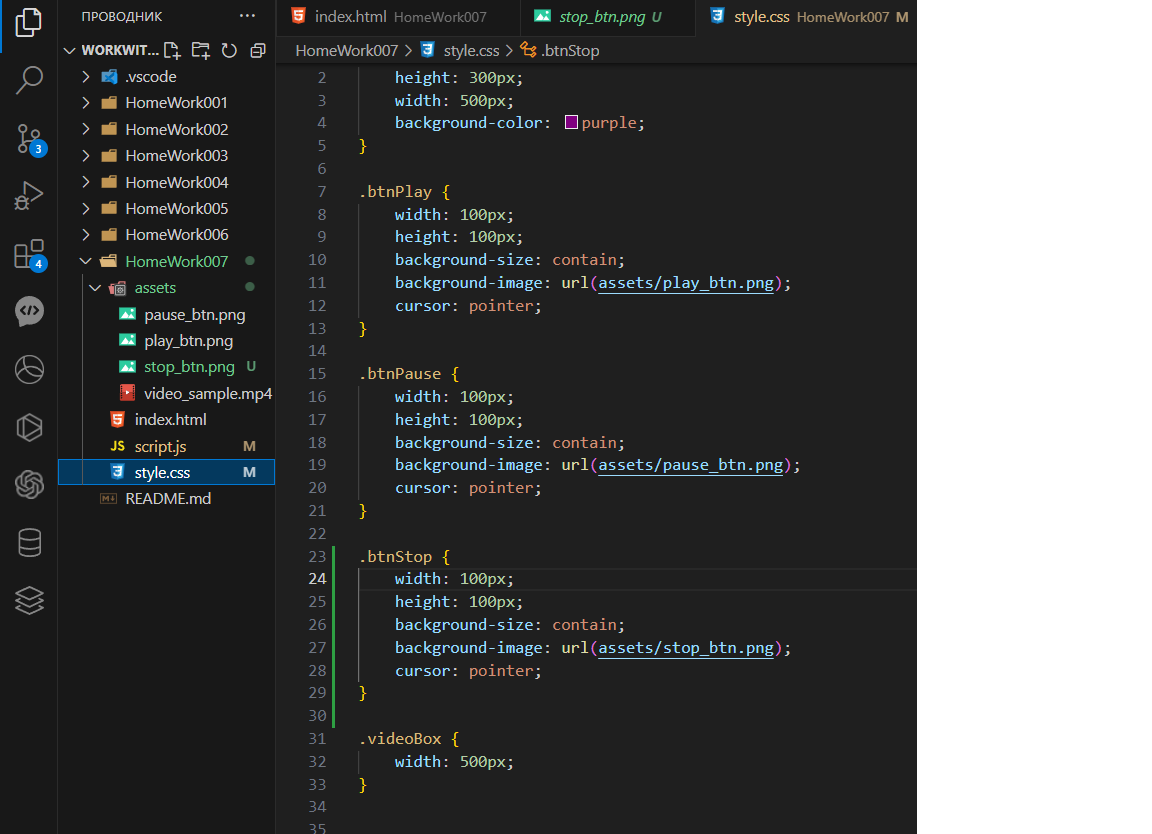 ПРОВОДНИК ...
index.html HomeWork007
stop_btn.png U
style.css HomeWork007 M
WORKWIT...
HomeWork007 > style.css > .btnStop
.vscode
HomeWork001
HomeWork002
HomeWork003
HomeWork004
HomeWork005
HomeWork006
HomeWork007
assets
pause_btn.png
play_btn.png
stop_btn.png U
video_sample.mp4
index.html
JS script.js M
style.css M
README.md
3
4
2 height: 300px;
3 width: 500px;
4 background-color: purple;
5 }
6
7 .btnPlay {
8 width: 100px;
9 height: 100px;
10 background-size: contain;
11 background-image: url(assets/play_btn.png);
12 cursor: pointer;
13 }
14
15 .btnPause {
16 width: 100px;
17 height: 100px;
18 background-size: contain;
19 background-image: url(assets/pause_btn.png);
20 cursor: pointer;
21 }
22
23 .btnStop {
24 width: 100px;
25 height: 100px;
26 background-size: contain;
27 background-image: url(assets/stop_btn.png);
28 cursor: pointer;
29 }
30
31 .videoBox {
32 width: 500px;
33 }
34
35